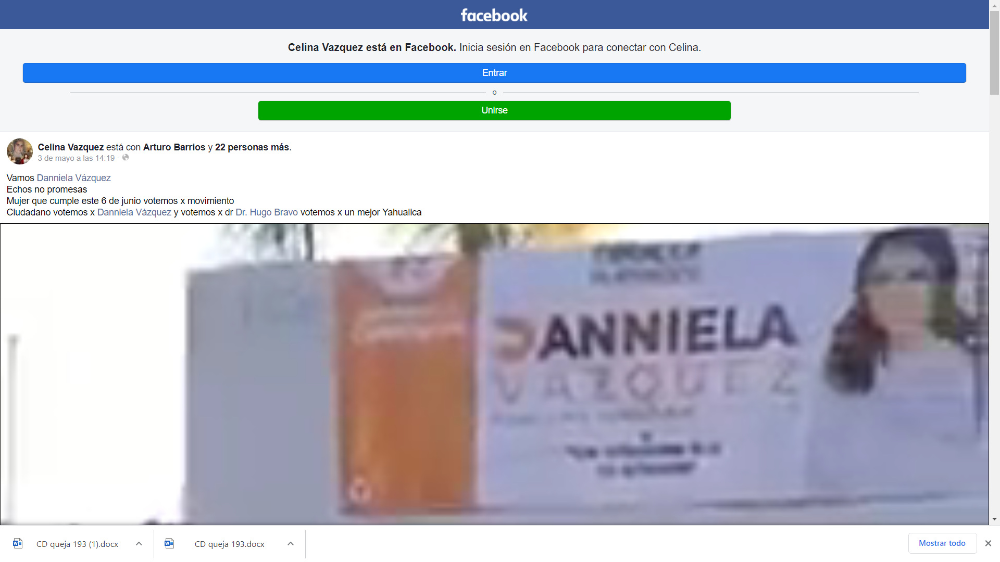 facebook
Celina Vazquez está en Facebook. Inicia sesión en Facebook para conectar con Celina.
Entrar
o
Unirse
Celina Vazquez está con Arturo Barrios y 22 personas más.
3 de mayo a las 14:19 ·
Vamos Danniela Vázquez
Echos no promesas
Mujer que cumple este 6 de junio votemos x movimiento
Ciudadano votemos x Danniela Vázquez y votemos x dr Dr. Hugo Bravo votemos x un mejor Yahualica
DANNIELA
VAZQUEZ
CD queja 193 (1).docx
CD queja 193.docx
Mostrar todo